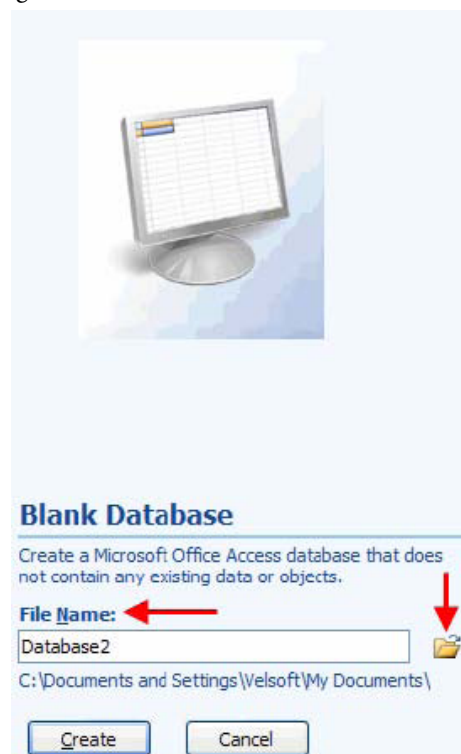 Blank Database
Create a Microsoft Office Access database that does
not contain any existing data or objects.
File Name:
Database2
C:\Documents and Settings\Velsoft\My Documents\
Create Cancel